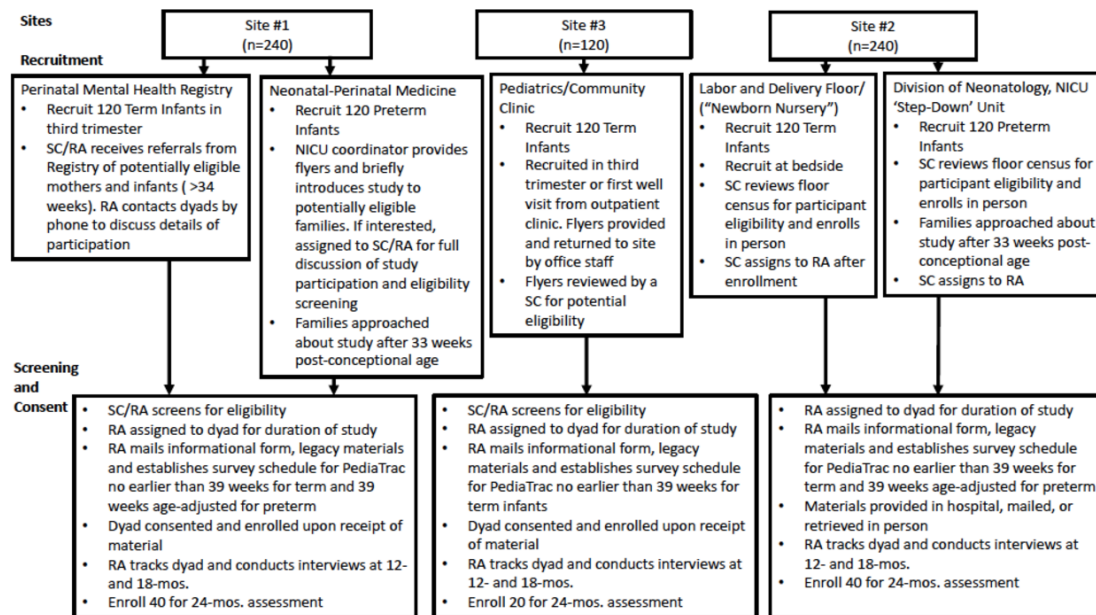 Sites
Site #1
(n=240)
Site #3
(n=120)
Site #2
(n=240)
Recruitment
Perinatal Mental Health Registry
• Recruit 120 Term Infants in
third trimester
• SC/RA receives referrals from
Registry of potentially eligible
mothers and infants ( >34
weeks). RA contacts dyads by
phone to discuss details of
participation
Neonatal-Perinatal Medicine
• Recruit 120 Preterm
Infants
• NICU coordinator provides
flyers and briefly
introduces study to
potentially eligible
families. If interested,
assigned to SC/RA for full
discussion of study
participation and eligibility
screening
• Families approached
about study after 33 weeks
post-conceptional age
Pediatrics/Community
Clinic
• Recruit 120 Term
Infants
• Recruited in third
trimester or first well
visit from outpatient
clinic. Flyers provided
and returned to site
by office staff
• Flyers reviewed by a
SC for potential
eligibility
Labor and Delivery Floor/
("Newborn Nursery")
• Recruit 120 Term
Infants
• Recruit at bedside
• SC reviews floor
census for participant
eligibility and enrolls
in person
• SC assigns to RA after
enrollment
Division of Neonatology, NICU
'Step-Down' Unit
• Recruit 120 Preterm
Infants
• SC reviews floor census for
participant eligibility and
enrolls in person
• Families approached about
study after 33 weeks post-
conceptional age
• SC assigns to RA
Screening
and
Consent
• SC/RA screens for eligibility
• RA assigned to dyad for duration of study
• RA mails informational form, legacy
materials and establishes survey schedule
for PediaTrac no earlier than 39 weeks for
term and 39
weeks age-adjusted for preterm
• Dyad consented and enrolled upon receipt of
material
• RA tracks dyad and conducts interviews at 12-
and 18-mos.
• Enroll 40 for 24-mos. assessment
• SC/RA screens for eligibility
• RA assigned to dyad for duration of study
• RA mails informational form, legacy
materials and establishes survey schedule
for PediaTrac no earlier than 39 weeks for
term infants
• Dyad consented and enrolled upon receipt of
material
• RA tracks dyad and conducts interviews at
12- and 18-mos.
• Enroll 20 for 24-mos. assessment
• RA assigned to dyad for duration of study
• RA mails informational form, legacy
materials and establishes survey schedule
for PediaTrac no earlier than 39 weeks for
term and 39 weeks age-adjusted for preterm
• Materials provided in hospital, mailed, or
retrieved in person
• RA tracks dyad and conducts interviews at
12- and 18-mos.
• Enroll 40 for 24-mos. assessment